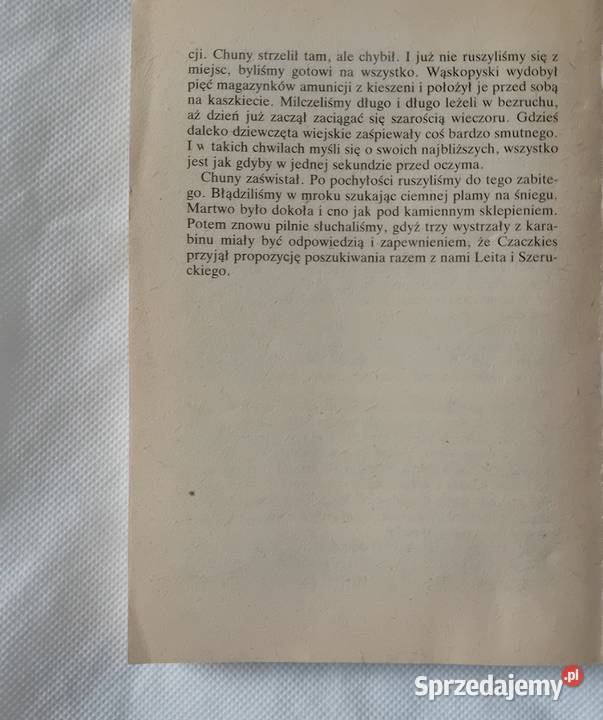 cji. Chuny strzelił tam, ale chybił. I już nie ruszyliśmy się z
miejsc, byliśmy gotowi na wszystko. Wąskopyski wydobył
pięć magazynków amunicji z kieszeni i położył je przed sobą
na kaszkiecie. Milczeliśmy długo i długo leżeli w bezruchu,
aż dzień już zaczął zaciągać się szarością wieczoru. Gdzieś
daleko dziewczęta wiejskie zaśpiewały coś bardzo smutnego.
I w takich chwilach myśli się o swoich najbliższych, wszystko
jest jak gdyby w jednej sekundzie przed oczyma.
Chuny zaświstał. Po pochyłości ruszyliśmy do tego zabite-
go. Błądziliśmy w mroku szukając ciemnej plamy na śniegu.
Martwo było dokoła i cno jak pod kamiennym sklepieniem.
Potem znowu pilnie słuchaliśmy, gdyż trzy wystrzały z kara-
binu miały być odpowiedzią i zapewnieniem, że Czaczkies
przyjął propozycję poszukiwania razem z nami Leita i Szeru-
ckiego.
Sprzedajemy.pl